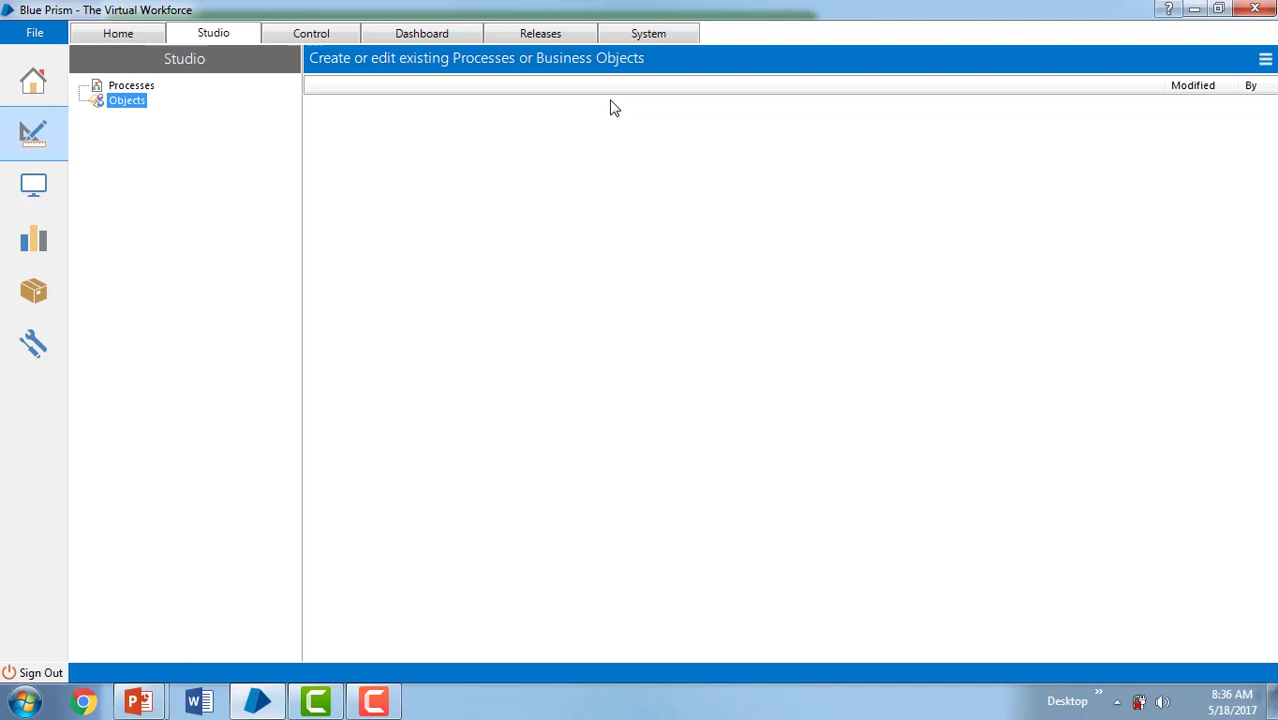 Blue Prism - The Virtual Workforce
File
Home
Studio
Control
Dashboard
Releases
System
Studio
Create or edit existing Processes or Business Objects
Processes
Objects
Modified
By
Sign Out
Desktop
8:36 AM
5/18/2017